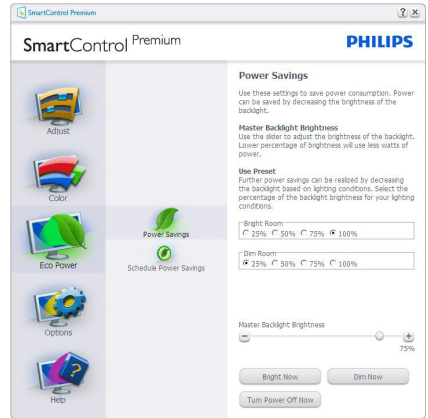 SmartControl Premium
SmartControl Premium
PHILIPS
Adjust
Color
Eco Power
Options
Help
Power Savings
Schedule Power Savings
Power Savings
Use these settings to save power consumption. Power
can be saved by decreasing the brightness of the
backlight.
Master Backlight Brightness
Use the slider to adjust the brightness of the backlight.
Lower percentage of brightness will use less watts of
power.
Use Preset
Further power savings can be realized by decreasing
the backlight based on lighting conditions. Select the
percentage of the backlight brightness for your lighting
conditions.
Bright Room
25% 50% 75% 100%
Dim Room
25% 50% 75% 100%
Master Backlight Brightness
75%
Bright Now Dim Now
Turn Power Off Now